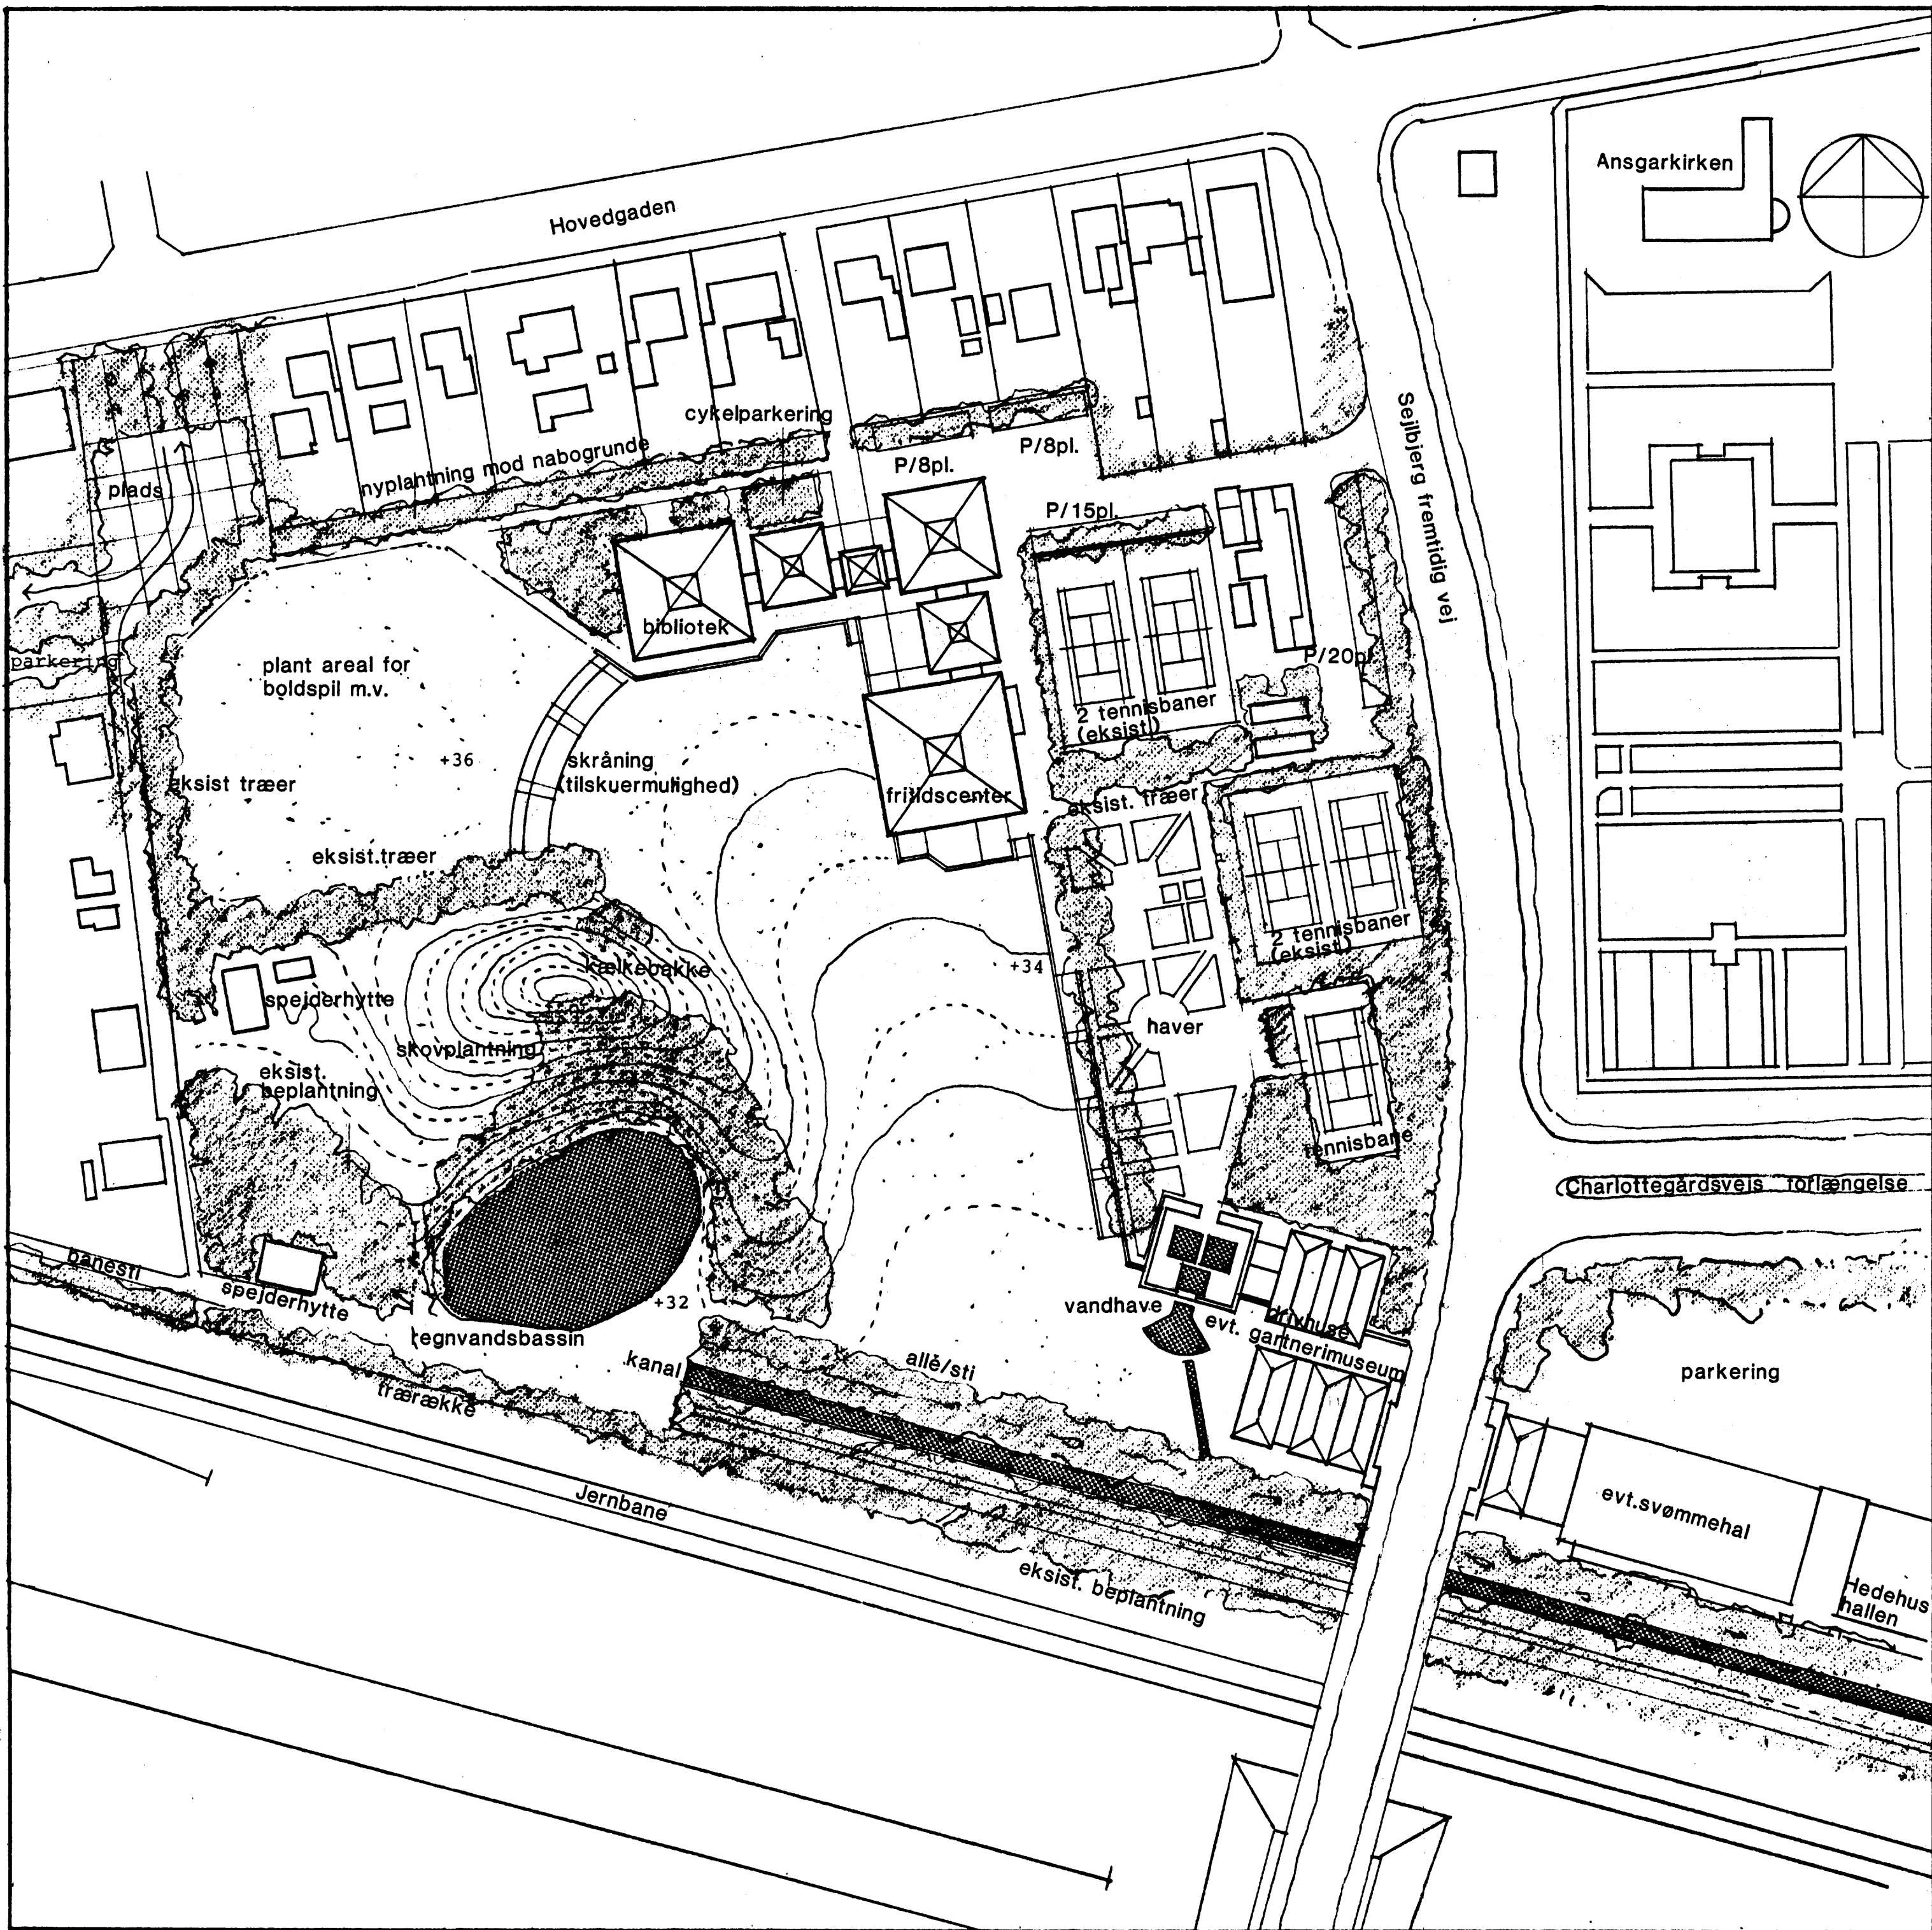 Ansgarkirken
Hovedgaden
cykelparkering
P/8pl.
P/8pl.
nyplantning mod nabogrunde
plads
P/15pl.
Sejlbjerg fremtidig vej
bibliotek
parkering
plant areal for
boldspil m.v.
P/20pl.
2 tennisbaner
(eksist.)
+36
skråning
(tilskuermulighed)
eksist træer
fritidscenter
eksist. træer
eksist.træer
2 tennisbaner
(eksist.)
kælkebakke
+34
spejderhytte
haver
skovplantning
eksist.
beplantning
tennisbane
Charlottegårdsvejs forlængelse
banesti
spejderhytte
+32
vandhave
drivhuse
evt. gartnerimuseum
regnvandsbassin
kanal
allé/sti
parkering
trærække
Jernbane
evt.svømmehal
eksist. beplantning
Hedehus
hallen